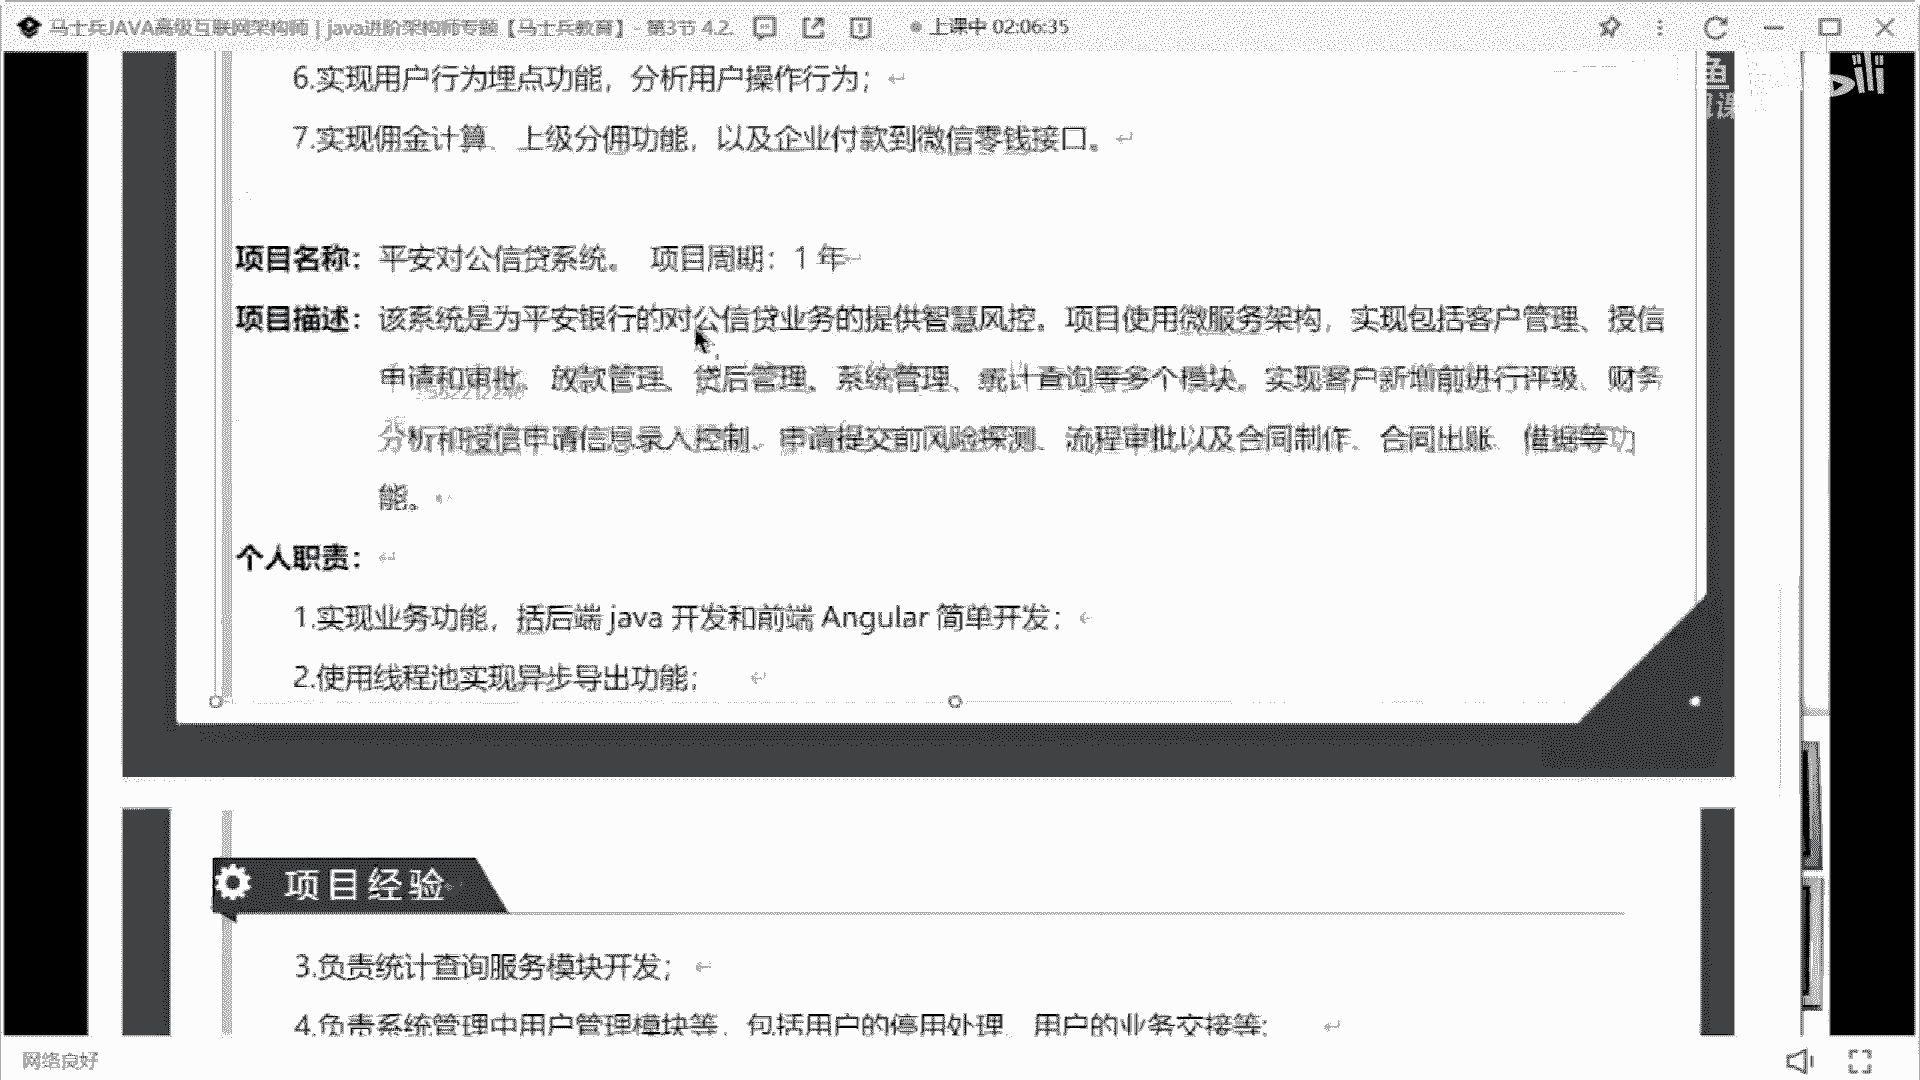 马士兵JAVA高级互联网架构师 | java进阶架构师专题【马士兵教育】 - 第3节 4.2.
上课中 02:06:35
6.实现用户行为埋点功能，分析用户操作行为；
7.实现佣金计算、上级分佣功能，以及企业付款到微信零钱接口。
项目名称：平安对公信贷系统。 项目周期：1 年
项目描述：该系统是为平安银行的对公信贷业务的提供智慧风控。项目使用微服务架构，实现包括客户管理、授信
申请和审批、放款管理、贷后管理、系统管理、统计查询等多个模块。实现客户新增前进行评级、财务
分析和授信申请信息录入控制、申请提交前风险探测、流程审批以及合同制作、合同出账、借据等功
能。
个人职责：
1.实现业务功能，括后端 java 开发和前端 Angular 简单开发；
2.使用线程池实现异步导出功能；
项目经验
3.负责统计查询服务模块开发；
4.负责系统管理中用户管理模块等，包括用户的停用处理、用户的业务交接等；
网络良好